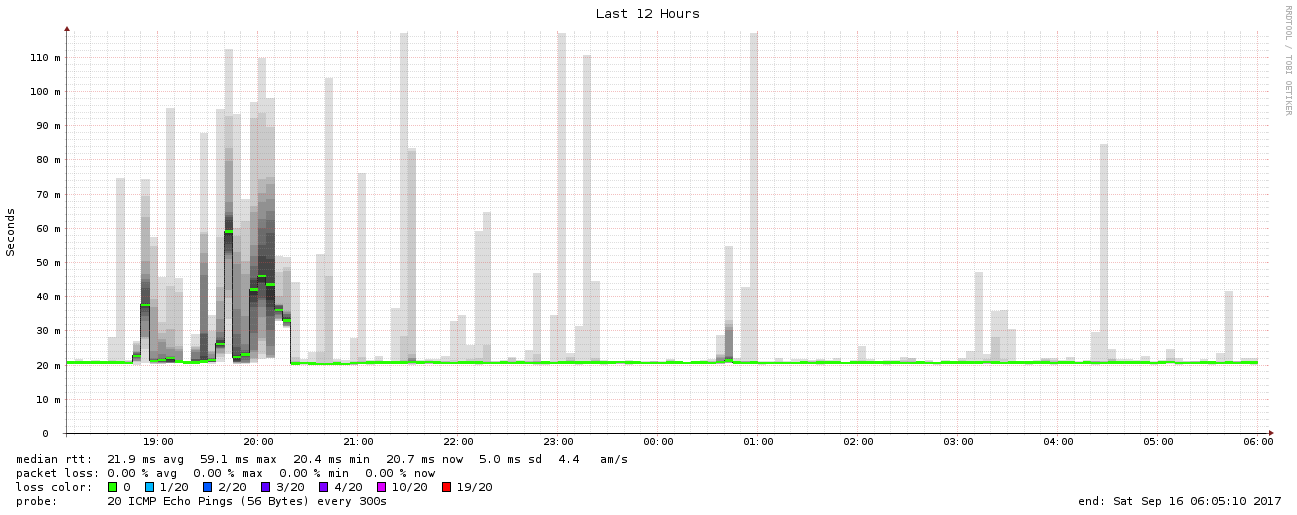 Last 12 Hours
RRDTOOL / TOBI OETIKER
Seconds
110 m
100 m
90 m
80 m
70 m
60 m
50 m
40 m
30 m
20 m
10 m
0
19:00 20:00 21:00 22:00 23:00 00:00 01:00 02:00 03:00 04:00 05:00 06:00
median rtt: 21.9 ms avg 59.1 ms max 20.4 ms min 20.7 ms now 5.0 ms sd 4.4 am/s
packet loss: 0.00 % avg 0.00 % max 0.00 % min 0.00 % now
loss color: 0 1/20 2/20 3/20 4/20 10/20 19/20
probe: 20 ICMP Echo Pings (56 Bytes) every 300s end: Sat Sep 16 06:05:10 2017